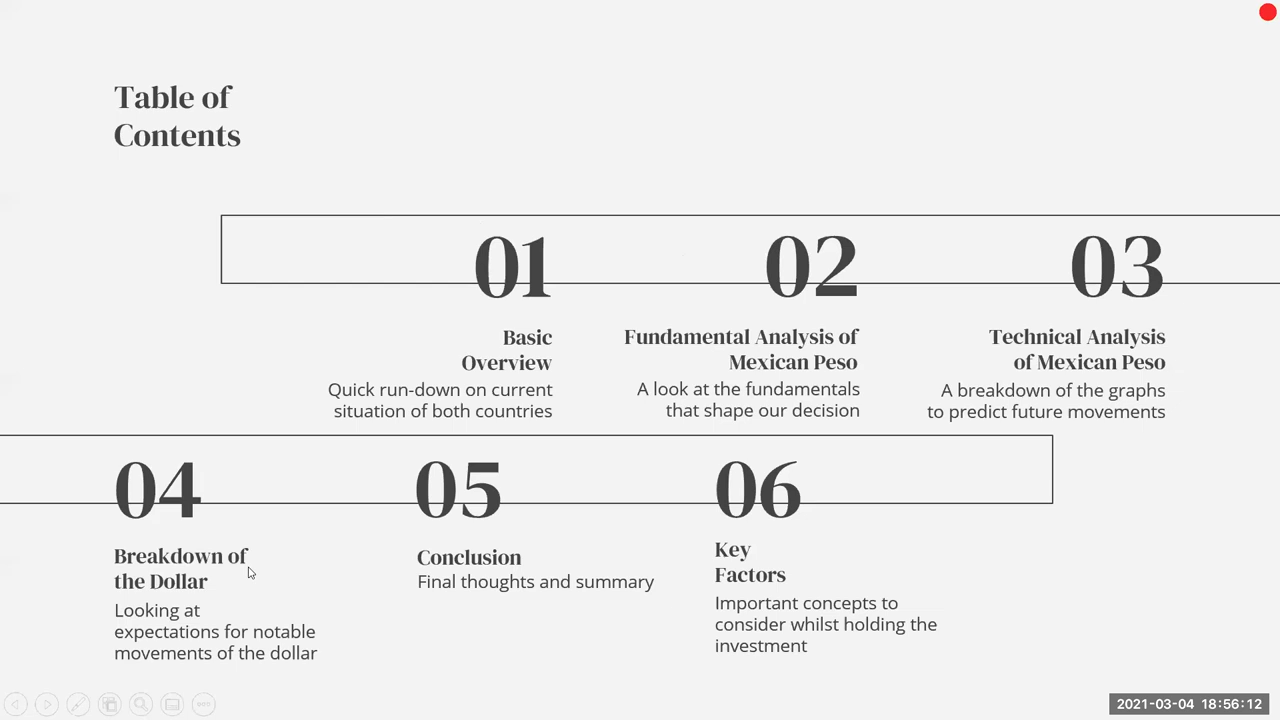 Table of
Contents
01
Basic
Overview
Quick run-down on current
situation of both countries
02
Fundamental Analysis of
Mexican Peso
A look at the fundamentals
that shape our decision
03
Technical Analysis
of Mexican Peso
A breakdown of the graphs
to predict future movements
04
Breakdown of
the Dollar
Looking at
expectations for notable
movements of the dollar
05
Conclusion
Final thoughts and summary
06
Key
Factors
Important concepts to
consider whilst holding the
investment
2021-03-04 18:56:12